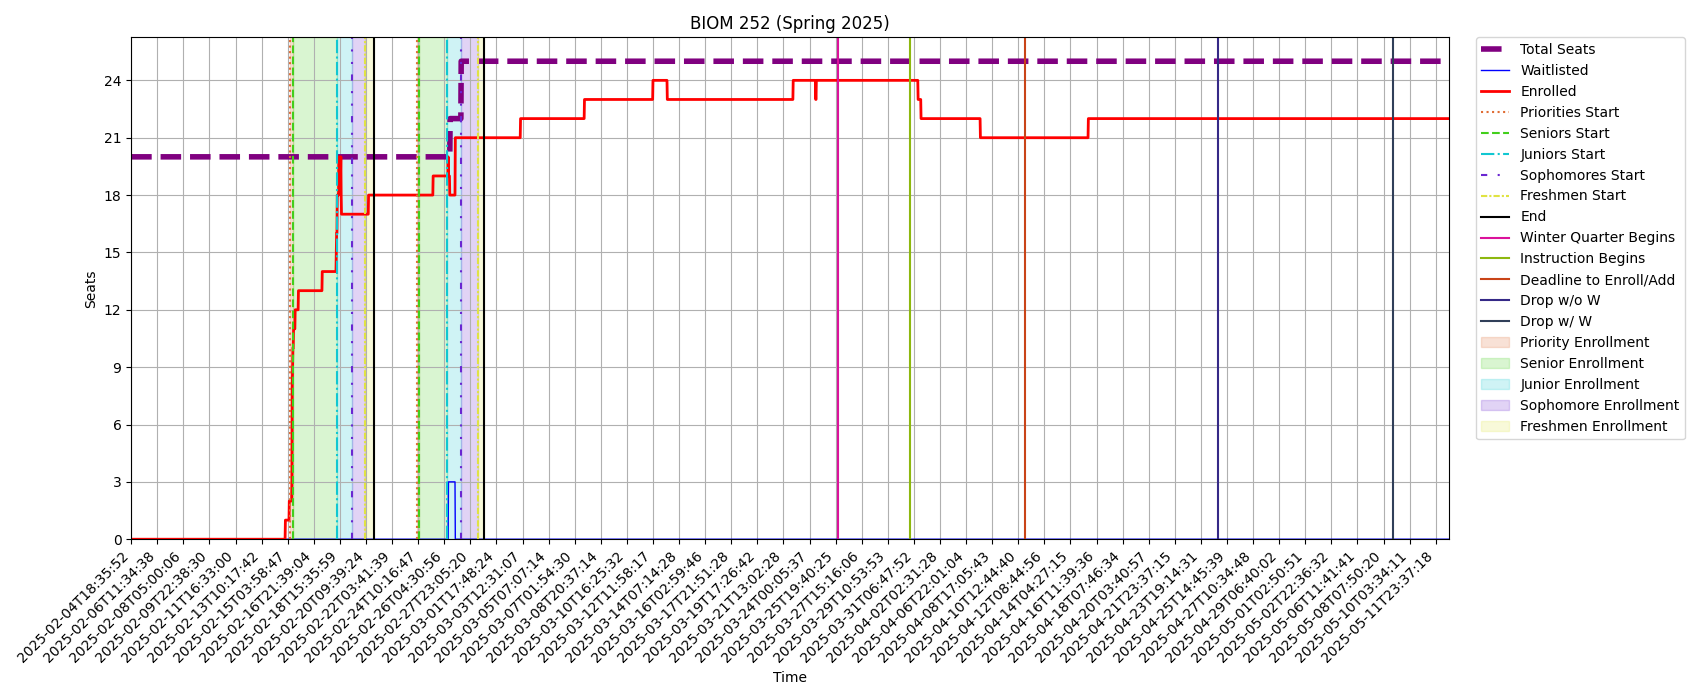 BIOM 252 (Spring 2025)
Seats
24
21
18
15
12
9
6
3
0
2025-02-04T18:35:52
2025-02-06T11:34:38
2025-02-08T05:00:06
2025-02-09T22:38:30
2025-02-11T16:33:00
2025-02-13T10:17:42
2025-02-15T03:58:47
2025-02-16T21:39:04
2025-02-18T15:35:59
2025-02-20T09:39:24
2025-02-22T03:41:39
2025-02-24T10:16:47
2025-02-26T04:30:56
2025-02-27T23:05:20
2025-03-01T17:48:24
2025-03-03T12:31:07
2025-03-05T07:07:14
2025-03-07T01:54:30
2025-03-08T20:37:14
2025-03-10T16:25:32
2025-03-12T11:58:17
2025-03-14T07:14:28
2025-03-16T02:59:46
2025-03-17T21:51:28
2025-03-19T17:26:42
2025-03-21T13:02:28
2025-03-24T00:05:37
2025-03-25T19:40:25
2025-03-27T15:16:06
2025-03-29T10:53:53
2025-03-31T06:47:52
2025-04-02T02:31:28
2025-04-06T22:01:04
2025-04-08T17:05:43
2025-04-10T12:44:40
2025-04-12T08:44:56
2025-04-14T04:27:15
2025-04-16T11:39:36
2025-04-18T07:46:34
2025-04-20T03:40:57
2025-04-21T23:37:15
2025-04-23T19:14:31
2025-04-25T14:45:39
2025-04-27T10:34:48
2025-04-29T06:40:02
2025-05-01T02:50:51
2025-05-02T22:36:32
2025-05-06T11:41:41
2025-05-08T07:50:20
2025-05-10T03:34:11
2025-05-11T23:37:18
Time
Total Seats
Waitlisted
Enrolled
Priorities Start
Seniors Start
Juniors Start
Sophomores Start
Freshmen Start
End
Winter Quarter Begins
Instruction Begins
Deadline to Enroll/Add
Drop w/o W
Drop w/ W
Priority Enrollment
Senior Enrollment
Junior Enrollment
Sophomore Enrollment
Freshmen Enrollment